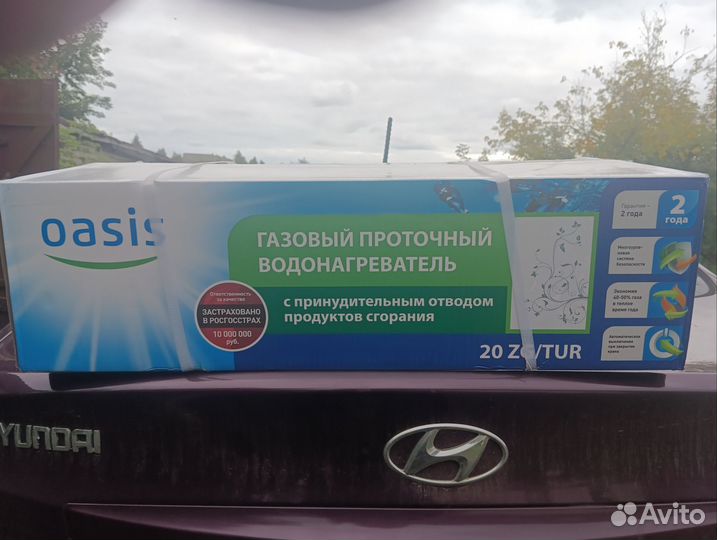 oasis
ГАЗОВЫЙ ПРОТОЧНЫЙ
ВОДОНАГРЕВАТЕЛЬ
с принудительным отводом
продуктов сгорания
20 ZG/TUR
Ответственность
за качество
ЗАСТРАХОВАНО
В РОСГОССТРАХ
10 000 000
руб.
Гарантия –
2 года
2
года
Многоуров-
невая
система
безопасности
Экономия
40-50% газа
в теплое
время года
Автоматическое
выключение
при закрытии
крана
HYUNDAI
Avito